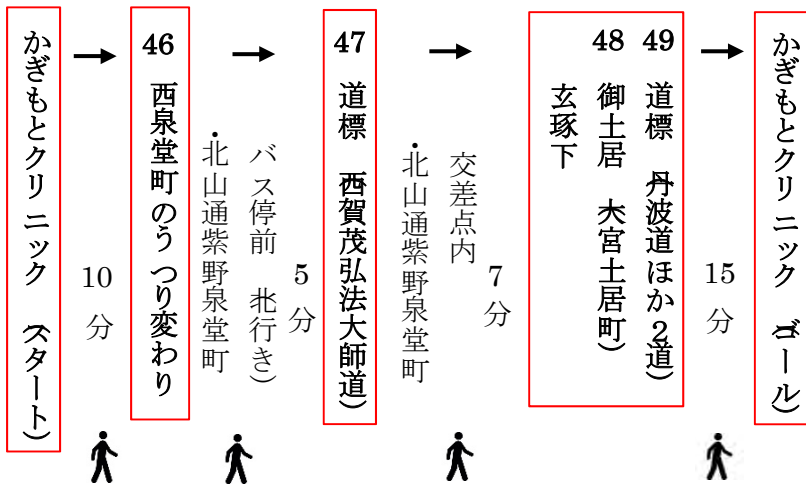 かぎもとクリニック （スタート）
10分
46 西泉堂町のうつり変わり
・北山通紫野泉堂町
バス停前 （北行き）
5分
47 道標 （西賀茂弘法大師道）
・北山通紫野泉堂町
交差点内
7分
玄琢下
48 御土居 （大宮土居町）
49 道標 （丹波道ほか2道）
15分
かぎもとクリニック （ゴール）